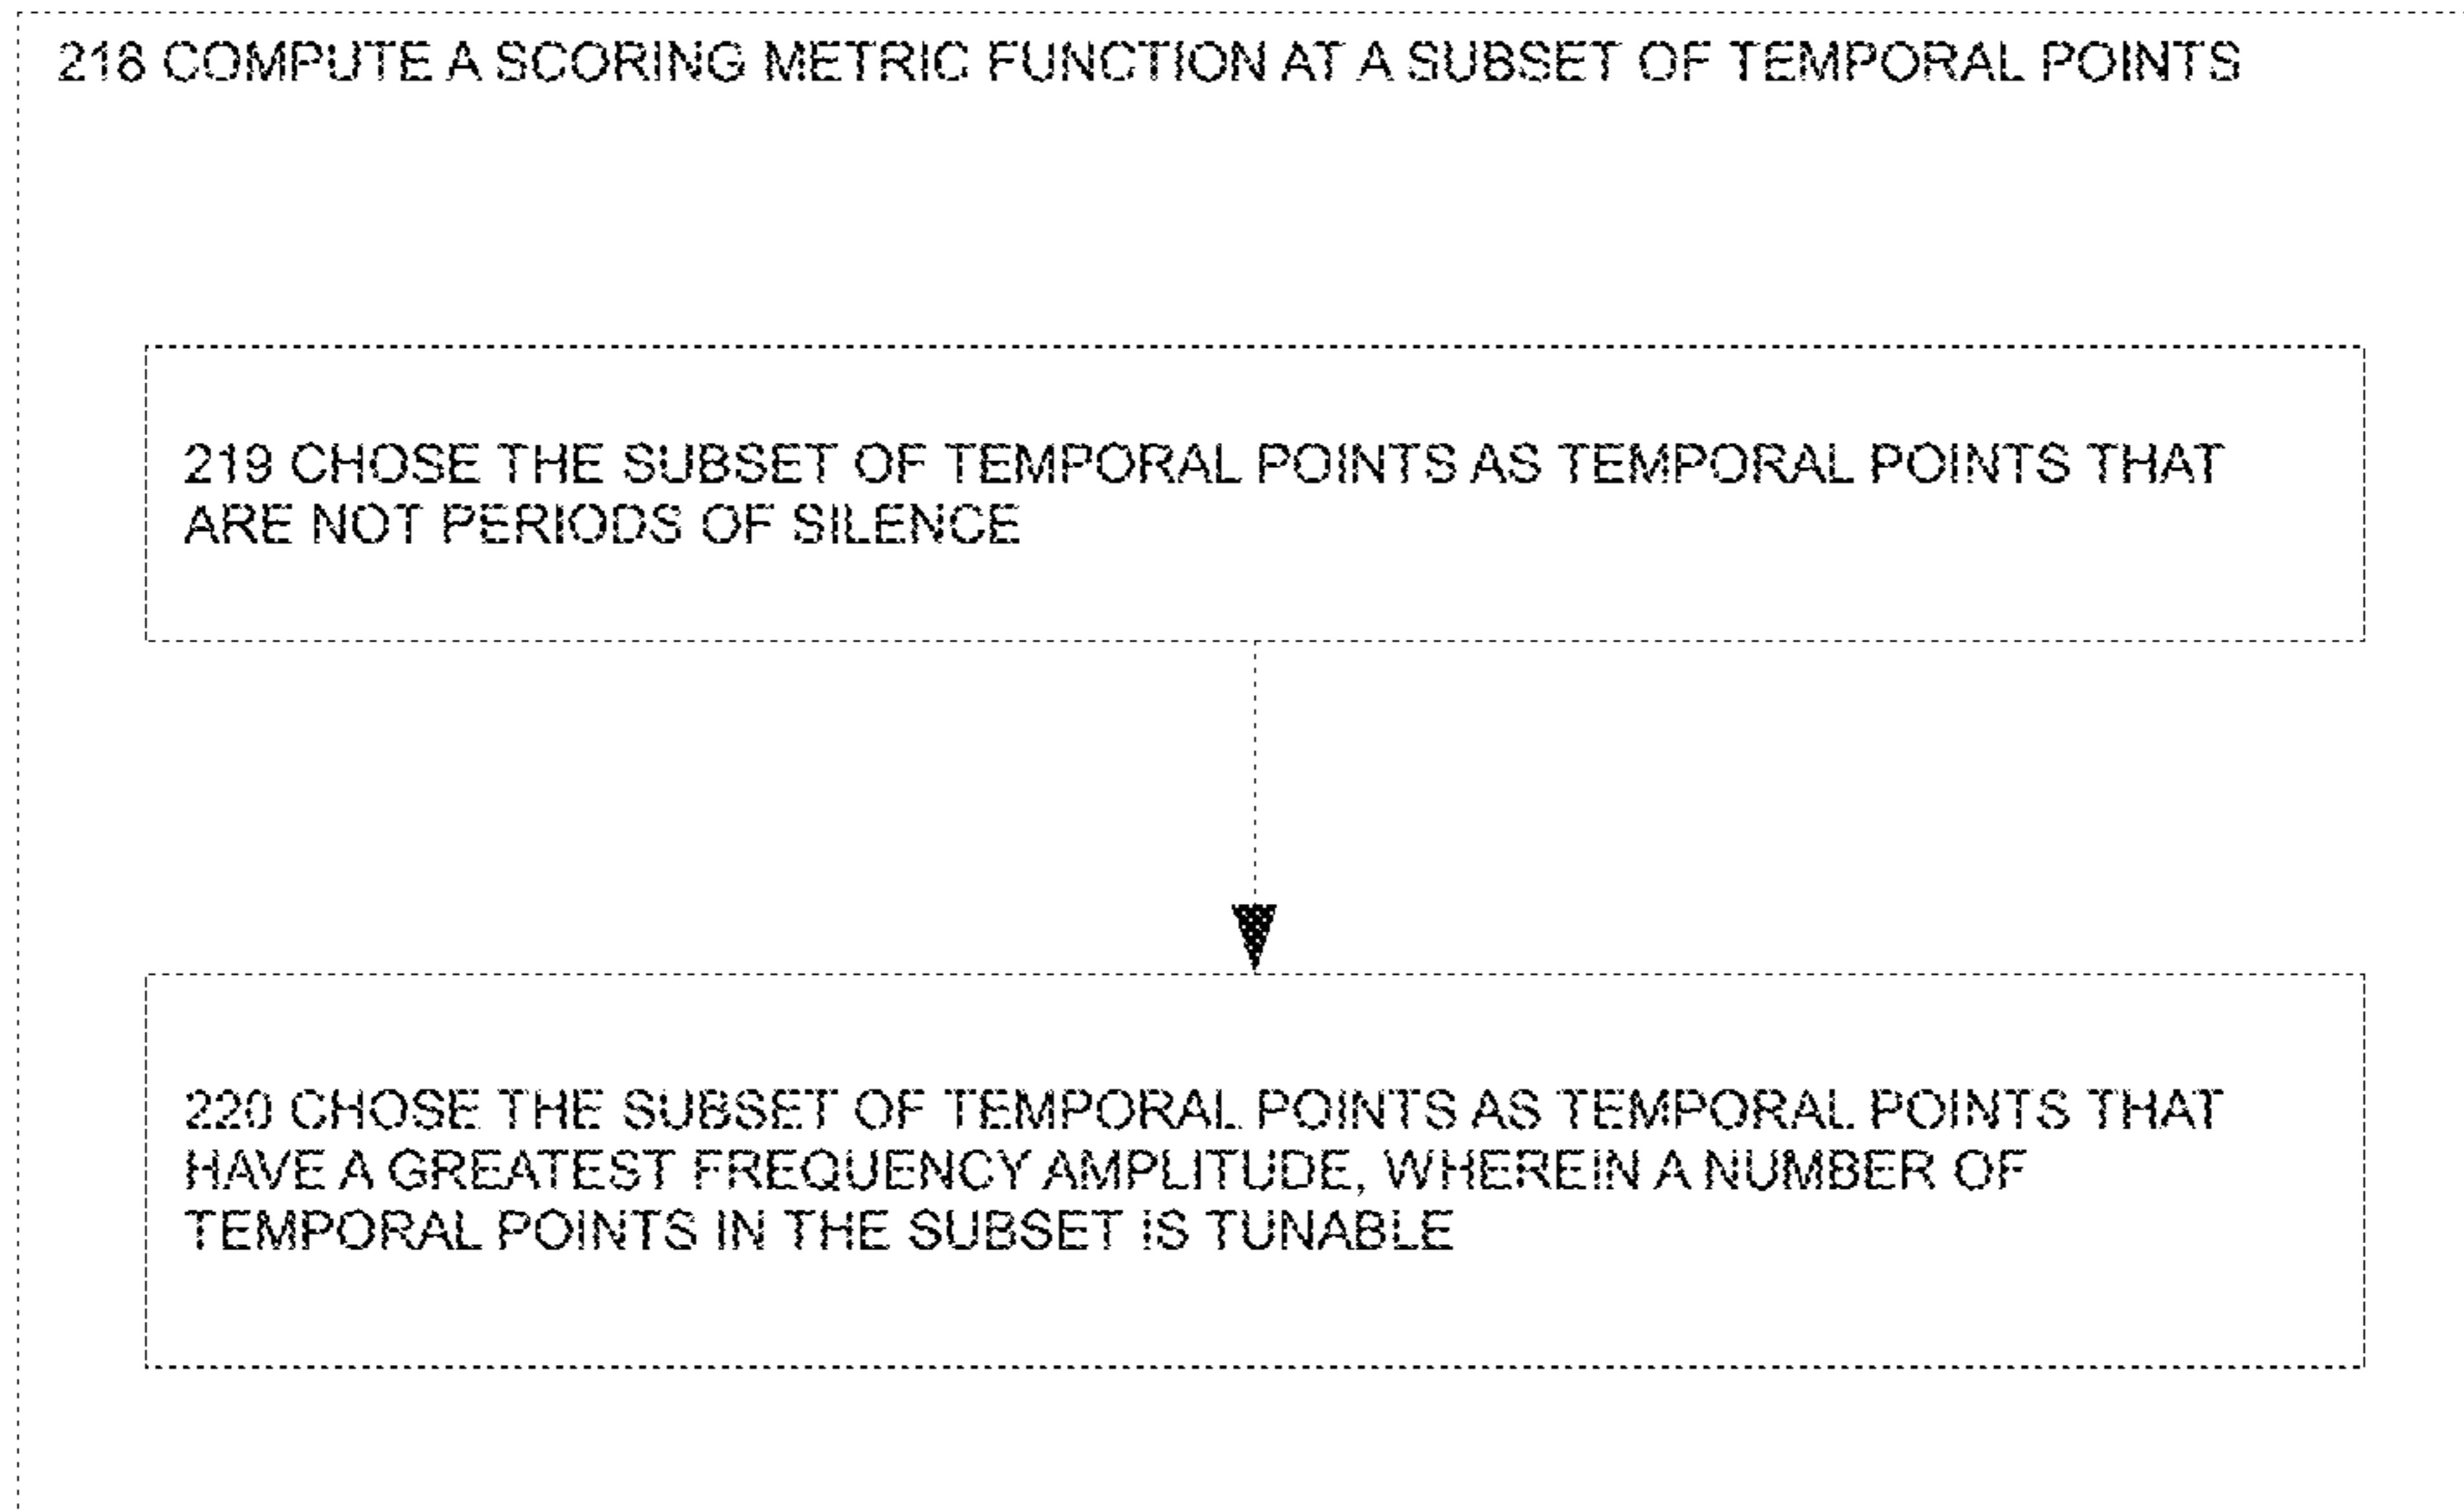 218 COMPUTE A SCORING METRIC FUNCTION AT A SUBSET OF TEMPORAL POINTS
219 CHOSE THE SUBSET OF TEMPORAL POINTS AS TEMPORAL POINTS THAT
ARE NOT PERIODS OF SILENCE
220 CHOSE THE SUBSET OF TEMPORAL POINTS AS TEMPORAL POINTS THAT
HAVE A GREATEST FREQUENCY AMPLITUDE, WHEREIN A NUMBER OF
TEMPORAL POINTS IN THE SUBSET IS TUNABLE